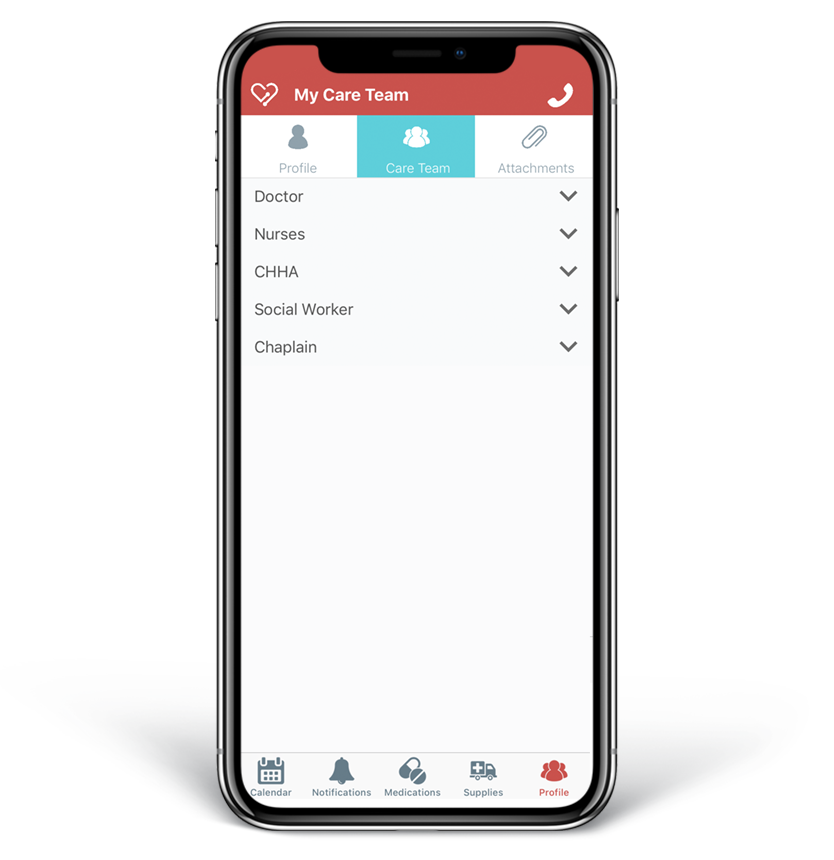 My Care Team
Profile
Care Team
Attachments
Doctor
Nurses
CHHA
Social Worker
Chaplain
Calendar
Notifications
Medications
Supplies
Profile